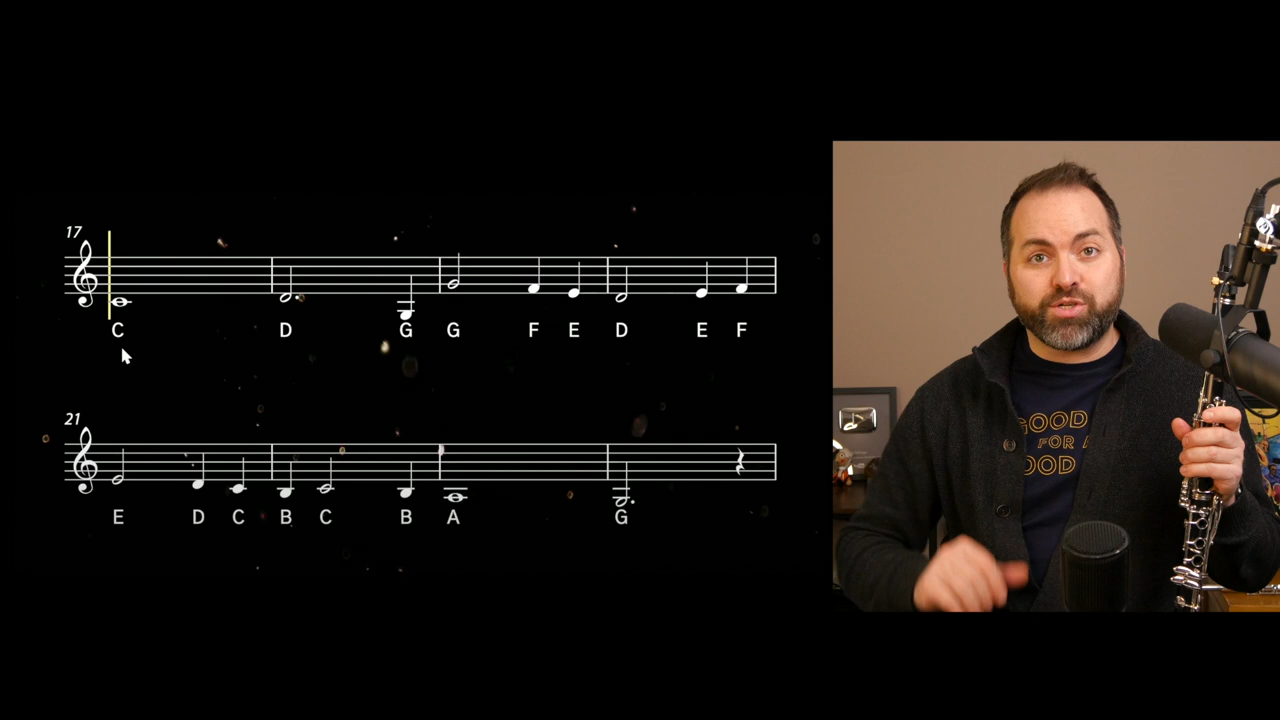 17
C D G G F E D E F
21
E D C B C B A G
GOOD
FOR A
OOD